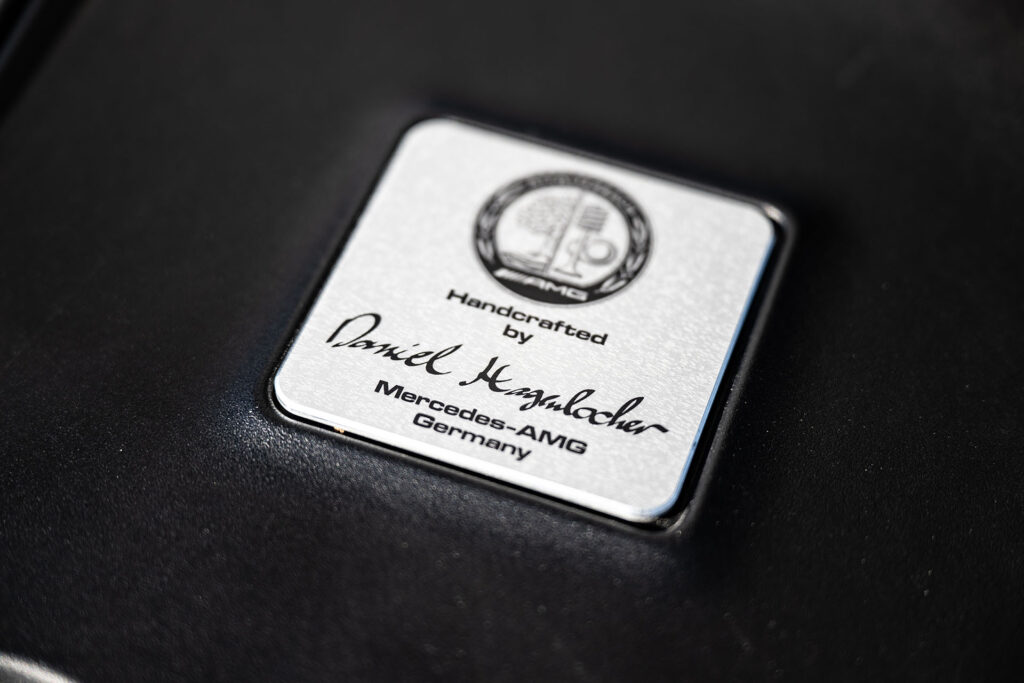 AMG
Handcrafted
by
Daniel Hagenlocher
Mercedes-AMG
Germany